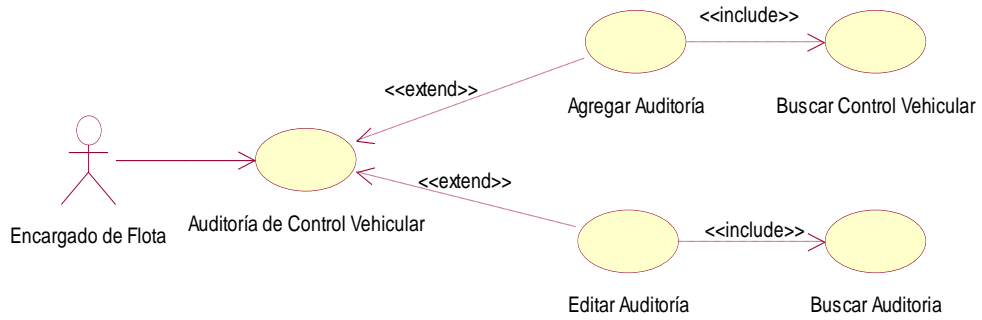 <<include>>
<<extend>>
Agregar Auditoría
Buscar Control Vehicular
<<extend>>
Auditoría de Control Vehicular
Encargado de Flota
<<include>>
Editar Auditoría
Buscar Auditoria